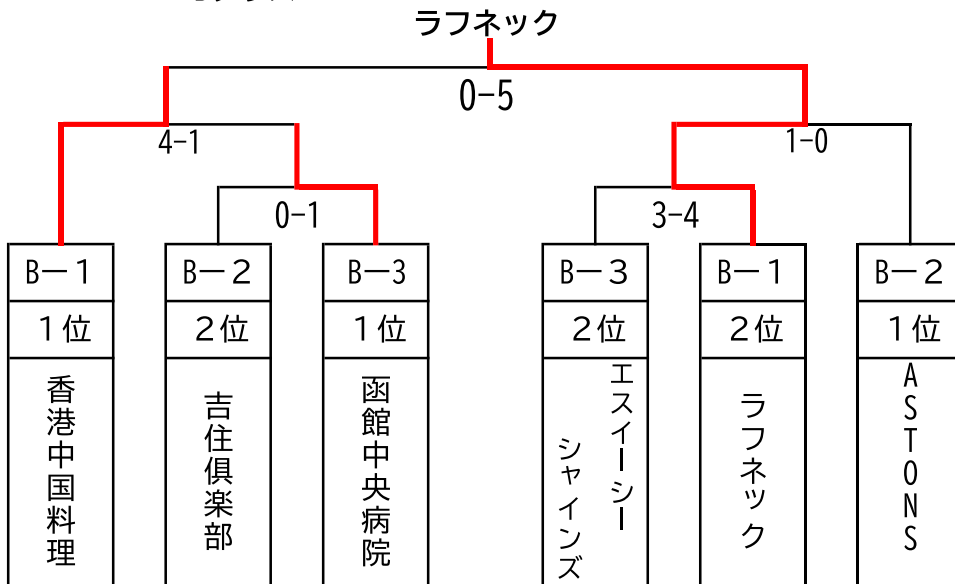 ラフネック
0-5
4-1
1-0
0-1
3-4
B-1
B-2
B-3
B-3
B-1
B-2
1位
2位
1位
2位
2位
1位
香港中国料理
吉住倶楽部
函館中央病院
エスイーシー
シャインズ
ラフネック
ASTONS